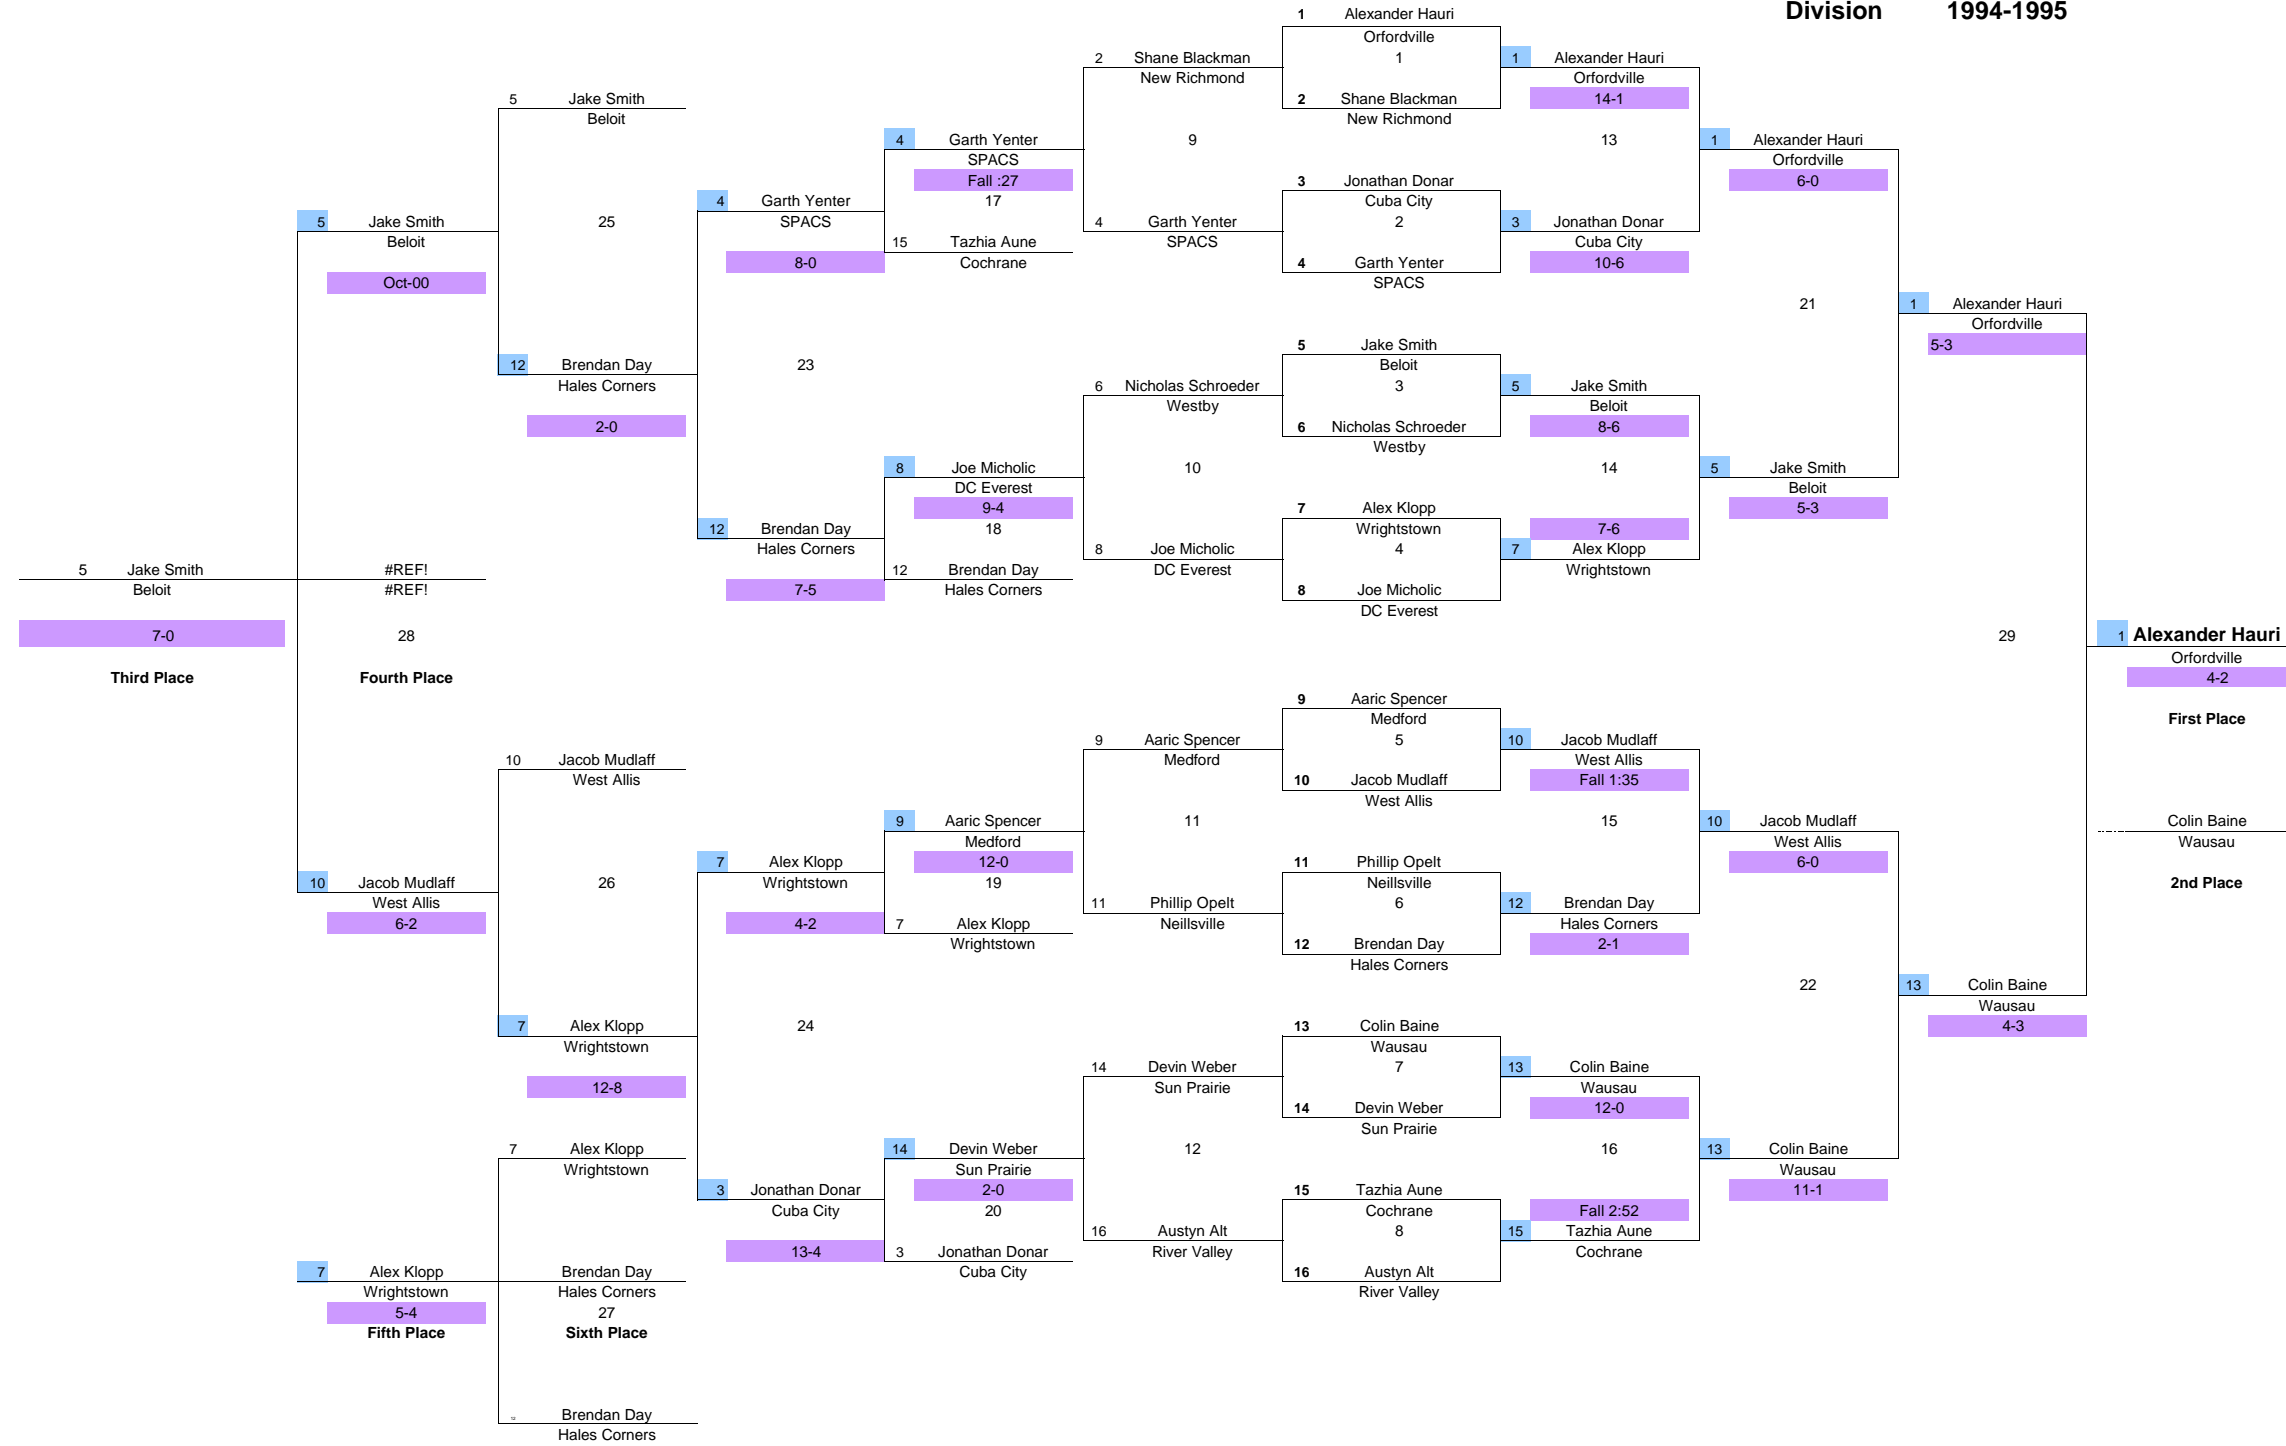 Division 1994-1995
1 Alexander Hauri
Orfordville
2 Shane Blackman 1 1 Alexander Hauri
New Richmond Orfordville
5 Jake Smith 2 Shane Blackman 14-1
Beloit New Richmond
4 Garth Yenter 9 13 1 Alexander Hauri
SPACS Orfordville
Fall :27 3 Jonathan Donar 6-0
4 Garth Yenter 17 Cuba City
5 Jake Smith 25 SPACS 4 Garth Yenter 2 3 Jonathan Donar
Beloit 15 Tazhia Aune SPACS Cuba City
8-0 Cochrane 4 Garth Yenter 10-6
Oct-00 SPACS
21 1 Alexander Hauri
Orfordville
5 Jake Smith 5-3
12 Brendan Day 23 Beloit
Hales Corners 6 Nicholas Schroeder 3 5 Jake Smith
Westby Beloit
2-0 6 Nicholas Schroeder 8-6
Westby
8 Joe Micholic 10 14 5 Jake Smith
DC Everest Beloit
9-4 7 Alex Klopp 5-3
12 Brendan Day 18 Wrightstown 7-6
Hales Corners 8 Joe Micholic 4 7 Alex Klopp
5 Jake Smith #REF! 12 Brendan Day DC Everest Wrightstown
Beloit #REF! 7-5 Hales Corners 8 Joe Micholic
DC Everest
7-0 28 29 1 Alexander Hauri
Orfordville
Third Place Fourth Place 4-2
9 Aaric Spencer
Medford First Place
9 Aaric Spencer 5 10 Jacob Mudlaff
10 Jacob Mudlaff Medford West Allis
West Allis 10 Jacob Mudlaff Fall 1:35
West Allis
9 Aaric Spencer 11 15 10 Jacob Mudlaff Colin Baine
Medford West Allis Wausau
7 Alex Klopp 12-0 11 Phillip Opelt 6-0
10 Jacob Mudlaff 26 Wrightstown 19 Neillsville 2nd Place
West Allis 11 Phillip Opelt 6 12 Brendan Day
6-2 4-2 7 Alex Klopp Neillsville Hales Corners
Wrightstown 12 Brendan Day 2-1
Hales Corners
22 13 Colin Baine
Wausau
7 Alex Klopp 24 13 Colin Baine 4-3
Wrightstown Wausau
14 Devin Weber 7 13 Colin Baine
12-8 Sun Prairie Wausau
14 Devin Weber 12-0
Sun Prairie
7 Alex Klopp 14 Devin Weber 12 16 13 Colin Baine
Wrightstown Sun Prairie Wausau
3 Jonathan Donar 2-0 15 Tazhia Aune 11-1
Cuba City 20 Cochrane Fall 2:52
16 Austyn Alt 8 15 Tazhia Aune
13-4 3 Jonathan Donar River Valley Cochrane
7 Alex Klopp Brendan Day Cuba City 16 Austyn Alt
Wrightstown Hales Corners River Valley
5-4 27
Fifth Place Sixth Place
Brendan Day
Hales Corners